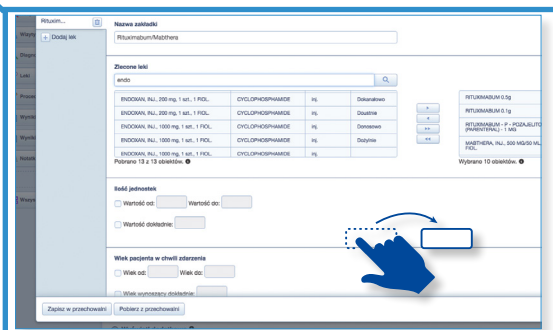 Rituxim...
Nazwa zakładki
Dodaj lek
Rituximabum/Mabthera
Zlecone leki
endo
ENDOXAN, INJ., 200 mg, 1 szt., 1 FIOL. CYCLOPHOSPHAMIDE inj. Dokanałowo
ENDOXAN, INJ., 200 mg, 1 szt., 1 FIOL. CYCLOPHOSPHAMIDE inj. Doustnie
ENDOXAN, INJ., 1000 mg, 1 szt., 1 FIOL. CYCLOPHOSPHAMIDE inj. Donosowo
ENDOXAN, INJ., 1000 mg, 1 szt., 1 FIOL. CYCLOPHOSPHAMIDE inj. Dożylnie
ENDOXAN, INJ., 1000 mg, 1 szt., 1 FIOL. CYCLOPHOSPHAMIDE inj.
Pobrano 13 z 13 obiektów.
RITUXIMABUM 0,5g
RITUXIMABUM 0,1g
RITUXIMABUM - P - POZAJELITO
(PARENTERAL) - 1 MG
MABTHERA, INJ., 500 MG/50 ML,
FIOL.
Wybrano 10 obiektów.
Ilość jednostek
Wartość od: Wartość do:
Wartość dokładnie:
Wiek pacjenta w chwili zdarzenia
Wiek od: Wiek do:
Wiek wynoszący dokładnie:
Zapisz w przechowalni Pobierz z przechowalni